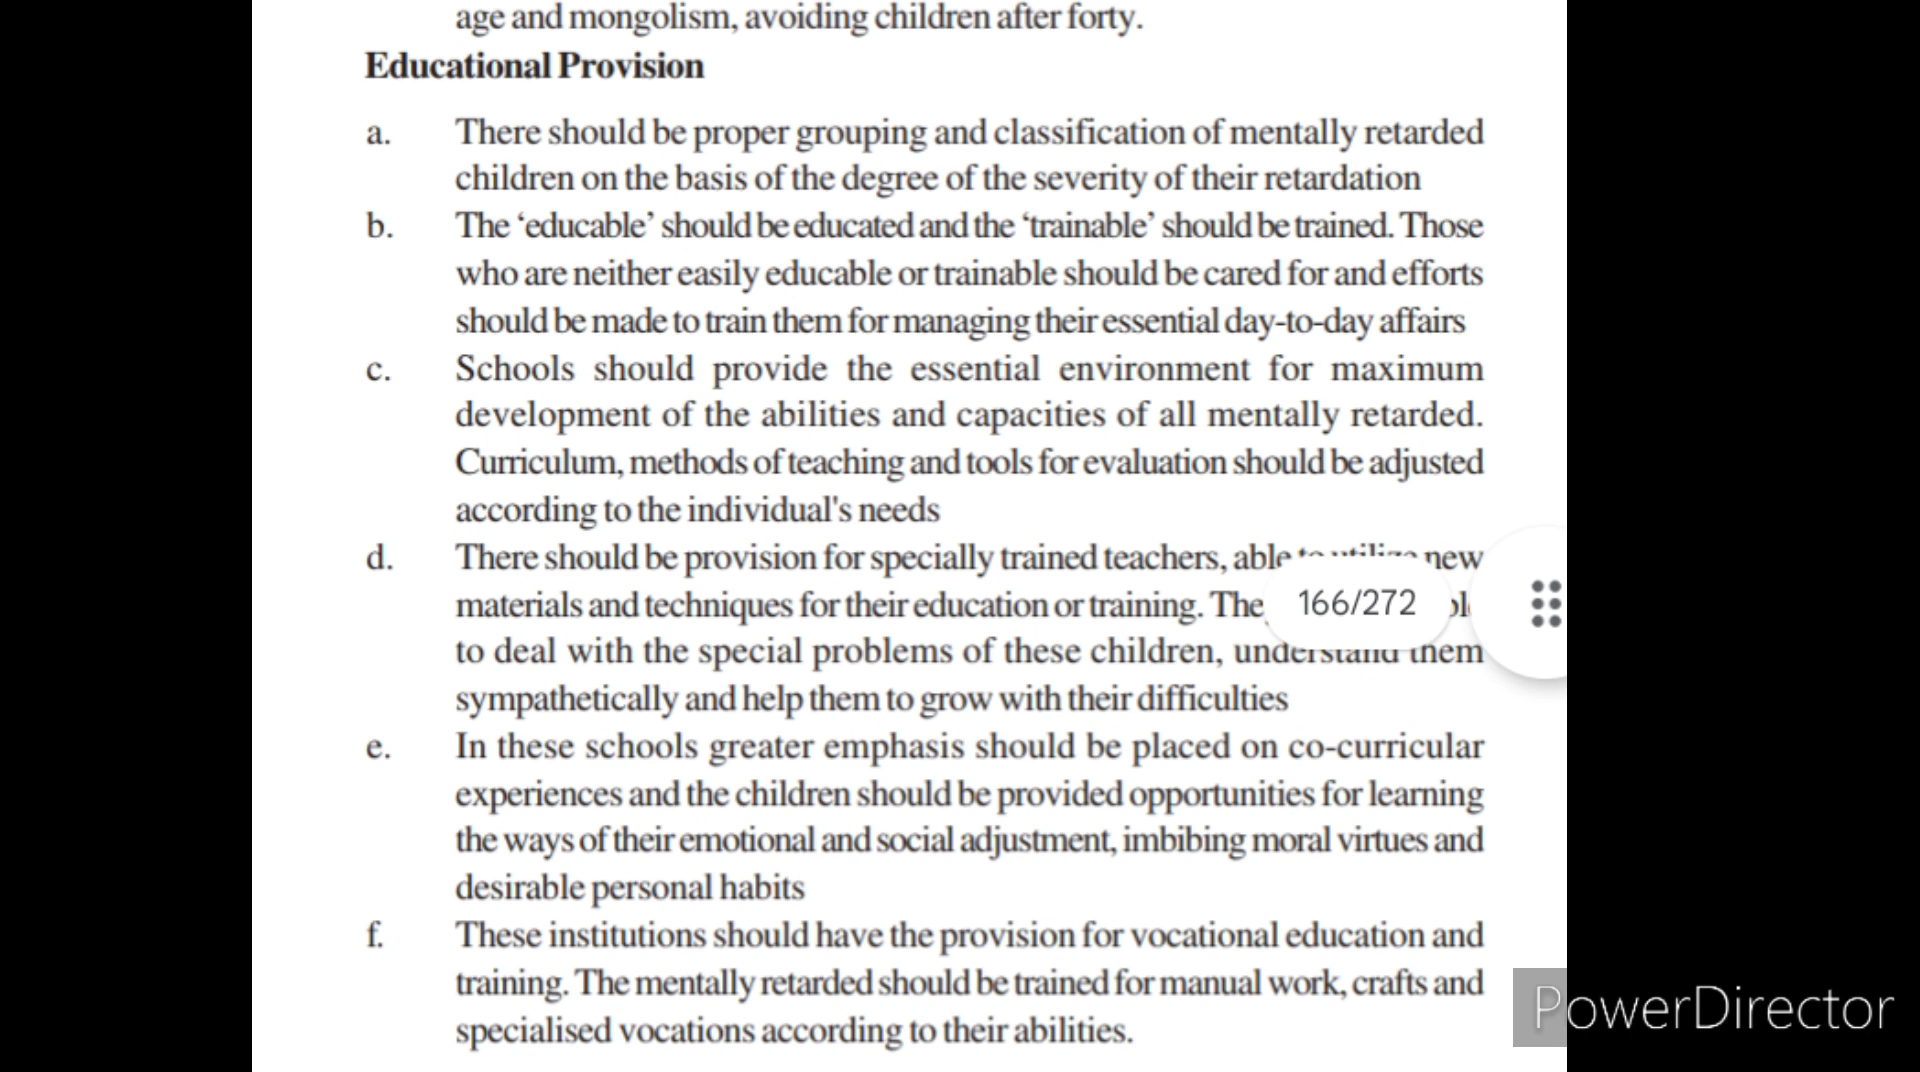 age and mongolism, avoiding children after forty.
Educational Provision
a. There should be proper grouping and classification of mentally retarded
children on the basis of the degree of the severity of their retardation
b. The ‘educable’ should be educated and the ‘trainable’ should be trained. Those
who are neither easily educable or trainable should be cared for and efforts
should be made to train them for managing their essential day-to-day affairs
c. Schools should provide the essential environment for maximum
development of the abilities and capacities of all mentally retarded.
Curriculum, methods of teaching and tools for evaluation should be adjusted
according to the individual's needs
d. There should be provision for specially trained teachers, able to utilize new
materials and techniques for their education or training.
166/272
to deal with the special problems of these children, understand them
sympathetically and help them to grow with their difficulties
e. In these schools greater emphasis should be placed on co-curricular
experiences and the children should be provided opportunities for learning
the ways of their emotional and social adjustment, imbibing moral virtues and
desirable personal habits
f. These institutions should have the provision for vocational education and
training. The mentally retarded should be trained for manual work, crafts and
specialised vocations according to their abilities.
PowerDirector